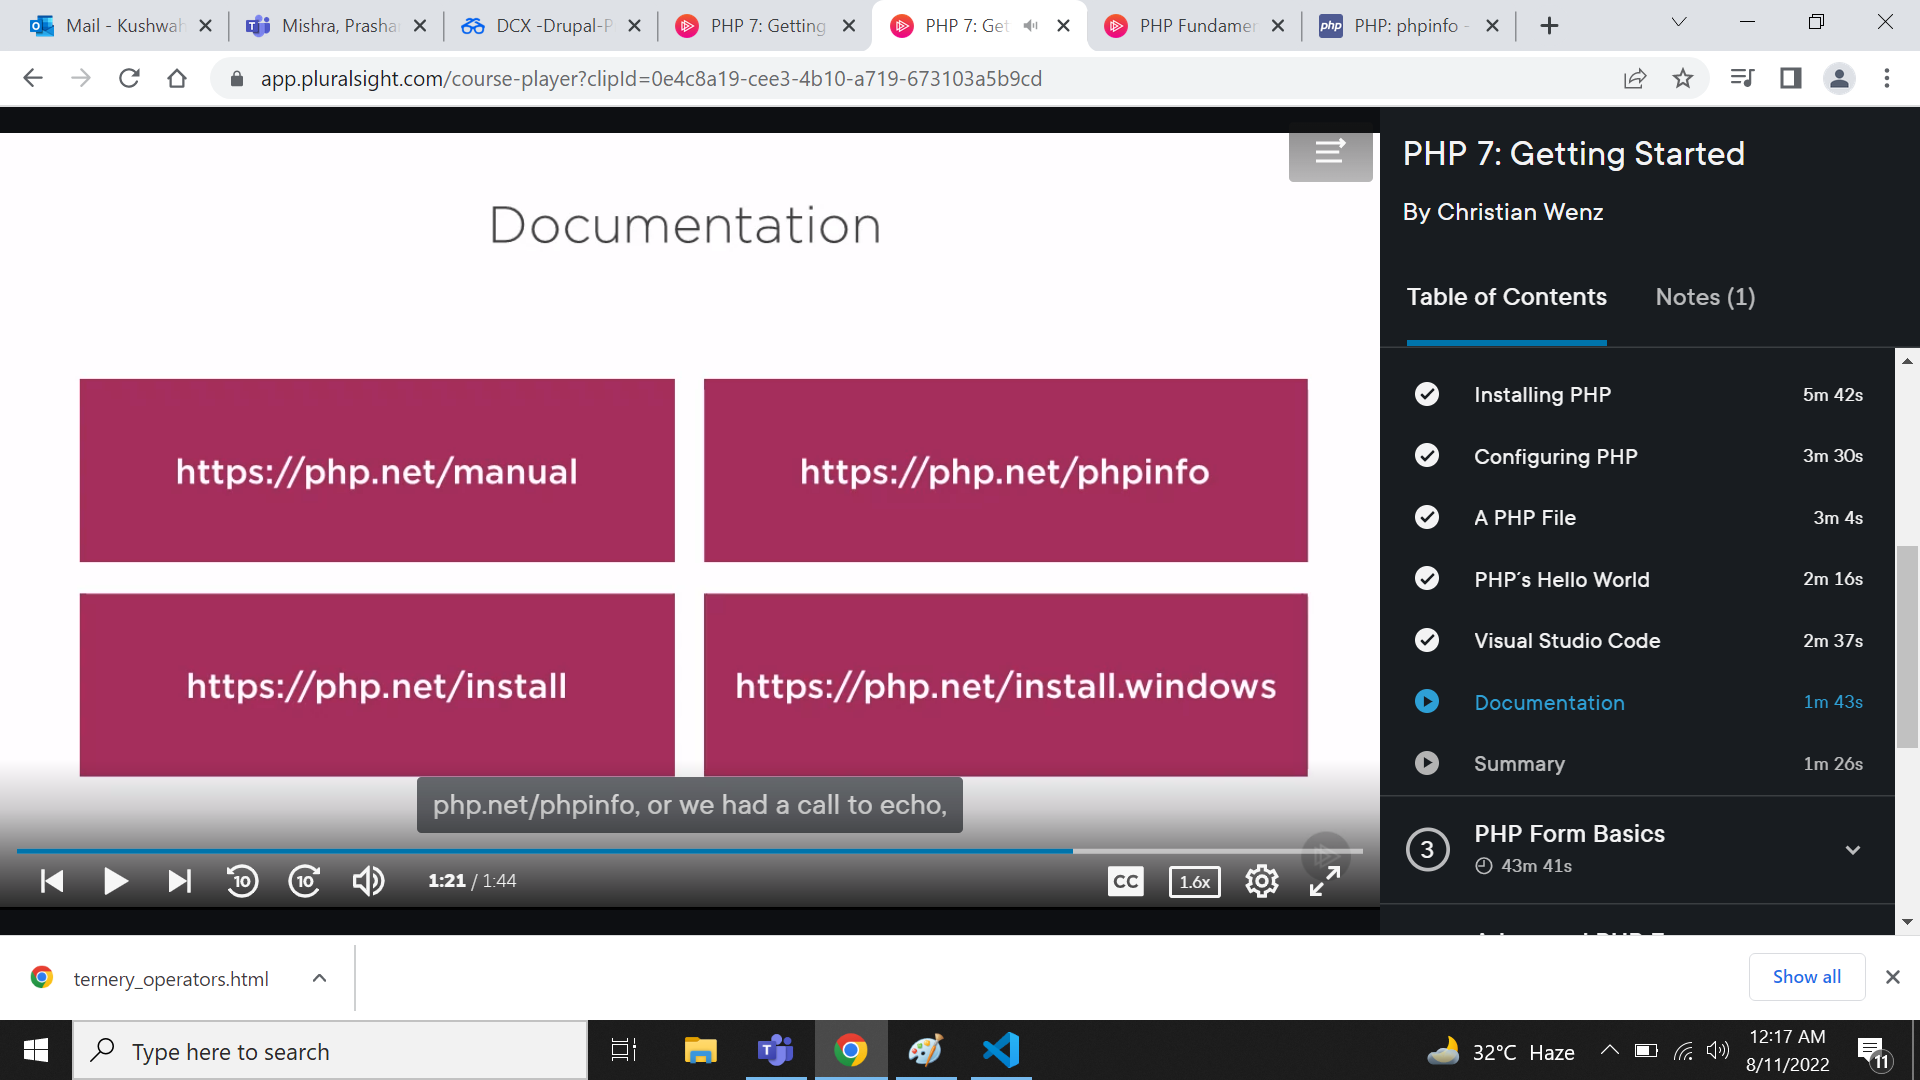 Mail - Kushwah
Mishra, Prashan
DCX -Drupal-P
PHP 7: Getting
PHP 7: Get
PHP Fundamen
php PHP: phpinfo -
app.pluralsight.com/course-player?clipId=0e4c8a19-cee3-4b10-a719-673103a5b9cd
Documentation
https://php.net/manual
https://php.net/phpinfo
https://php.net/install
https://php.net/install.windows
php.net/phpinfo, or we had a call to echo,
10
10
1:21 / 1:44
CC
1.6x
PHP 7: Getting Started
By Christian Wenz
Table of Contents
Notes (1)
Installing PHP 5m 42s
Configuring PHP 3m 30s
A PHP File 3m 4s
PHP´s Hello World 2m 16s
Visual Studio Code 2m 37s
Documentation 1m 43s
Summary 1m 26s
3 PHP Form Basics
43m 41s
ternery_operators.html
Show all
Type here to search
32°C Haze
12:17 AM
8/11/2022
11